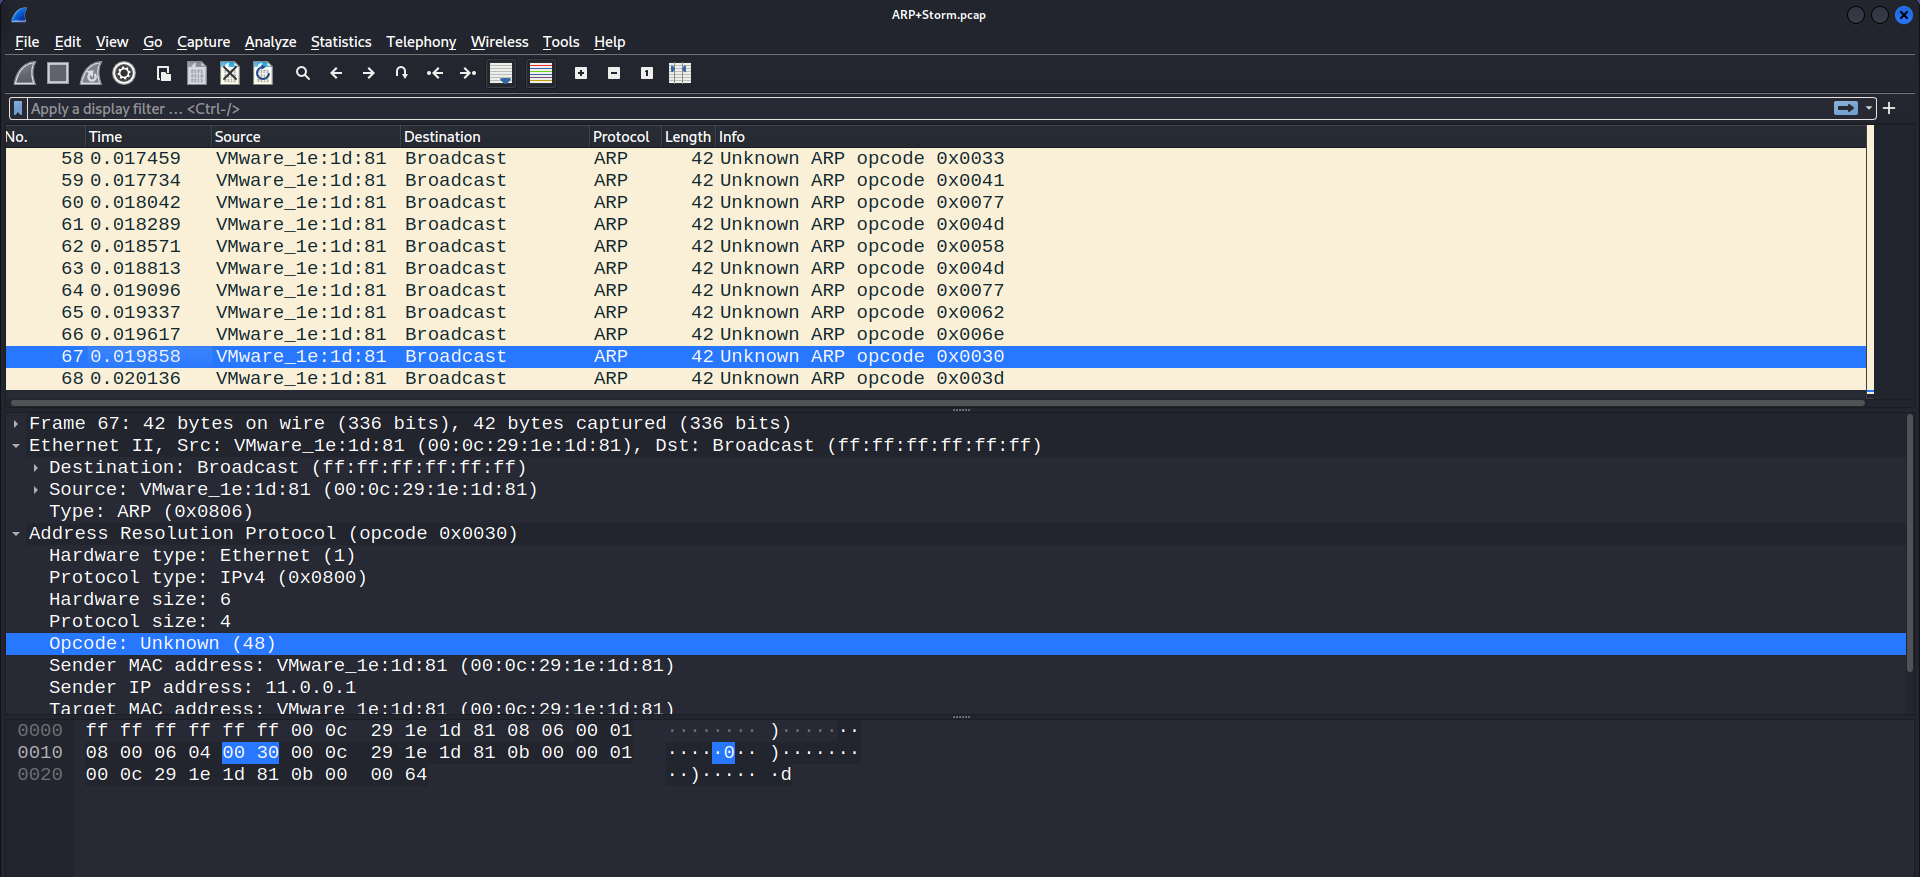 ARP+Storm.pcap
File Edit View Go Capture Analyze Statistics Telephony Wireless Tools Help
Apply a display filter … <Ctrl-/>
No. Time Source Destination Protocol Length Info
58 0.017459 VMware_1e:1d:81 Broadcast ARP 42 Unknown ARP opcode 0x0033
59 0.017734 VMware_1e:1d:81 Broadcast ARP 42 Unknown ARP opcode 0x0041
60 0.018042 VMware_1e:1d:81 Broadcast ARP 42 Unknown ARP opcode 0x0077
61 0.018289 VMware_1e:1d:81 Broadcast ARP 42 Unknown ARP opcode 0x004d
62 0.018571 VMware_1e:1d:81 Broadcast ARP 42 Unknown ARP opcode 0x0058
63 0.018813 VMware_1e:1d:81 Broadcast ARP 42 Unknown ARP opcode 0x004d
64 0.019096 VMware_1e:1d:81 Broadcast ARP 42 Unknown ARP opcode 0x0077
65 0.019337 VMware_1e:1d:81 Broadcast ARP 42 Unknown ARP opcode 0x0062
66 0.019617 VMware_1e:1d:81 Broadcast ARP 42 Unknown ARP opcode 0x006e
67 0.019858 VMware_1e:1d:81 Broadcast ARP 42 Unknown ARP opcode 0x0030
68 0.020136 VMware_1e:1d:81 Broadcast ARP 42 Unknown ARP opcode 0x003d
Frame 67: 42 bytes on wire (336 bits), 42 bytes captured (336 bits)
Ethernet II, Src: VMware_1e:1d:81 (00:0c:29:1e:1d:81), Dst: Broadcast (ff:ff:ff:ff:ff:ff)
Destination: Broadcast (ff:ff:ff:ff:ff:ff)
Source: VMware_1e:1d:81 (00:0c:29:1e:1d:81)
Type: ARP (0x0806)
Address Resolution Protocol (opcode 0x0030)
Hardware type: Ethernet (1)
Protocol type: IPv4 (0x0800)
Hardware size: 6
Protocol size: 4
Opcode: Unknown (48)
Sender MAC address: VMware_1e:1d:81 (00:0c:29:1e:1d:81)
Sender IP address: 11.0.0.1
Target MAC address: VMware_1e:1d:81 (00:0c:29:1e:1d:81)
0000 ff ff ff ff ff ff 00 0c 29 1e 1d 81 08 06 00 01 ········ )·······
0010 08 00 06 04 00 30 00 0c 29 1e 1d 81 0b 00 00 01 ·····0·· )·······
0020 00 0c 29 1e 1d 81 0b 00 00 64 ··)····· ·d